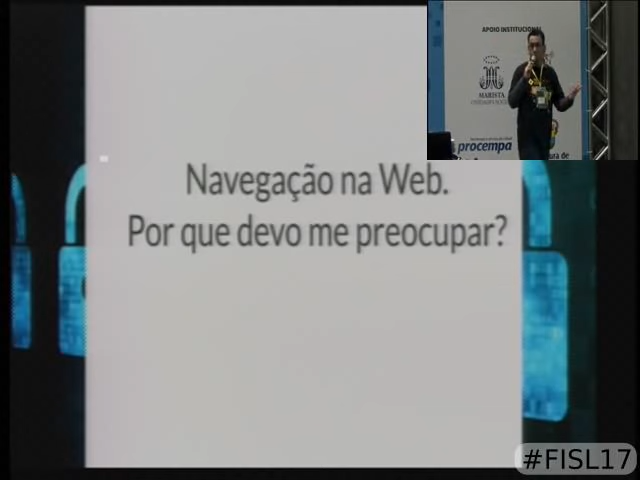 APOIO INSTITUCIONAL
MARISTA
procempa
Navegação na Web.
Por que devo me preocupar?
#FISL17